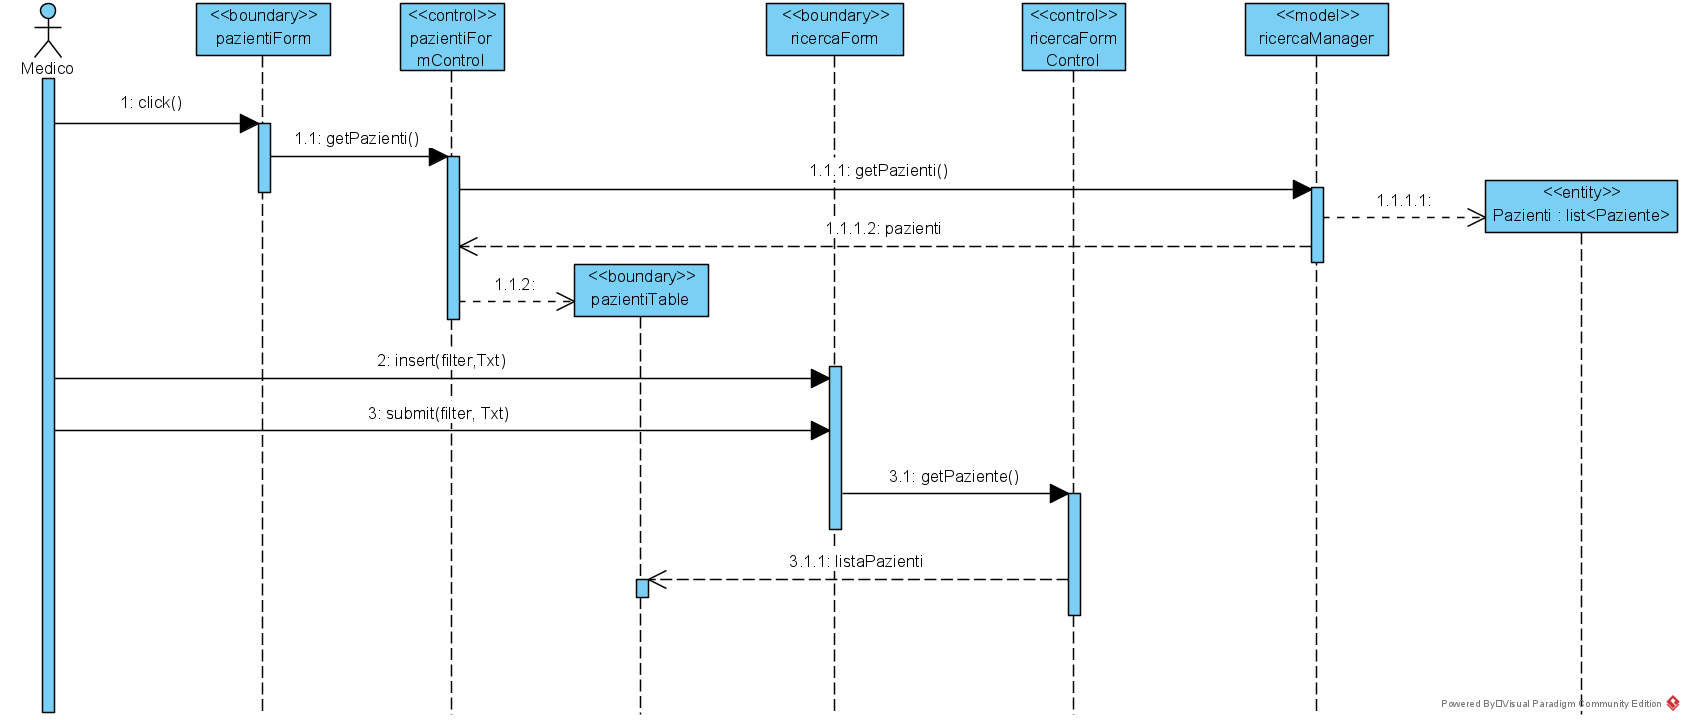 Medico
<<boundary>>
pazientiForm
<<control>>
pazientiFor
mControl
<<boundary>>
ricercaForm
<<control>>
ricercaForm
Control
<<model>>
ricercaManager
1: click()
1.1: getPazienti()
1.1.1: getPazienti()
1.1.1.1:
<<entity>>
Pazienti : list<Paziente>
1.1.1.2: pazienti
1.1.2:
<<boundary>>
pazientiTable
2: insert(filter,Txt)
3: submit(filter, Txt)
3.1: getPaziente()
3.1.1: listaPazienti
Powered By Visual Paradigm Community Edition